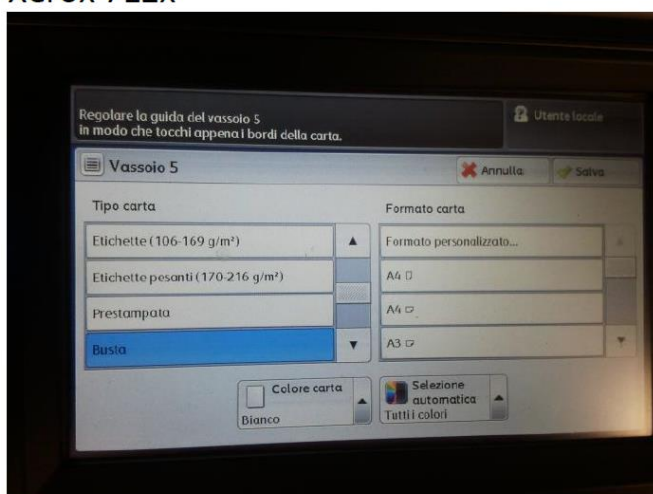 Regolare la guida del vassoio 5
in modo che tocchi appena i bordi della carta.
Utente locale
Vassoio 5
Annulla
Salva
Tipo carta
Formato carta
Etichette (106-169 g/m²)
Formato personalizzato...
Etichette pesanti (170-216 g/m²)
A4
Prestampata
A4
Busta
A3
Colore carta
Bianco
Selezione
automatica
Tutti i colori